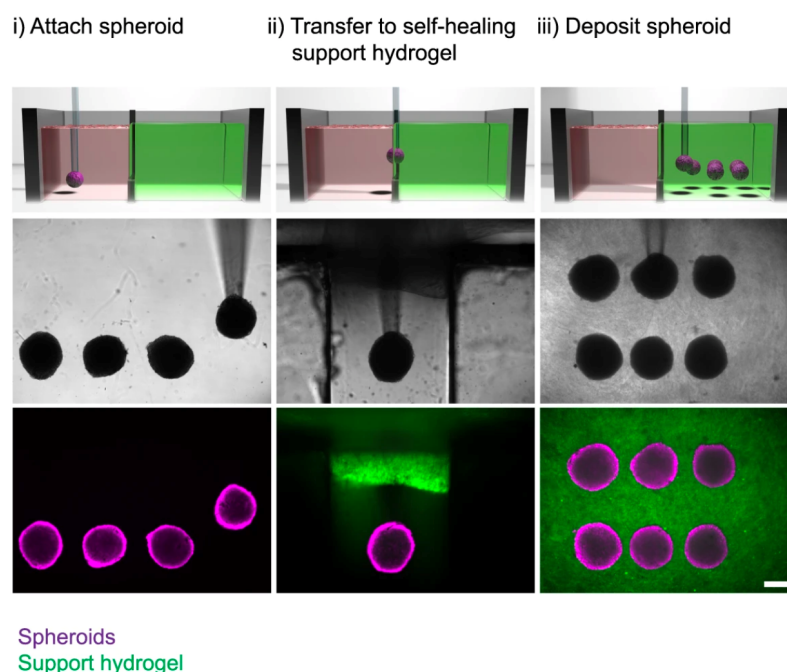 i) Attach spheroid
ii) Transfer to self-healing
support hydrogel
iii) Deposit spheroid
Spheroids
Support hydrogel